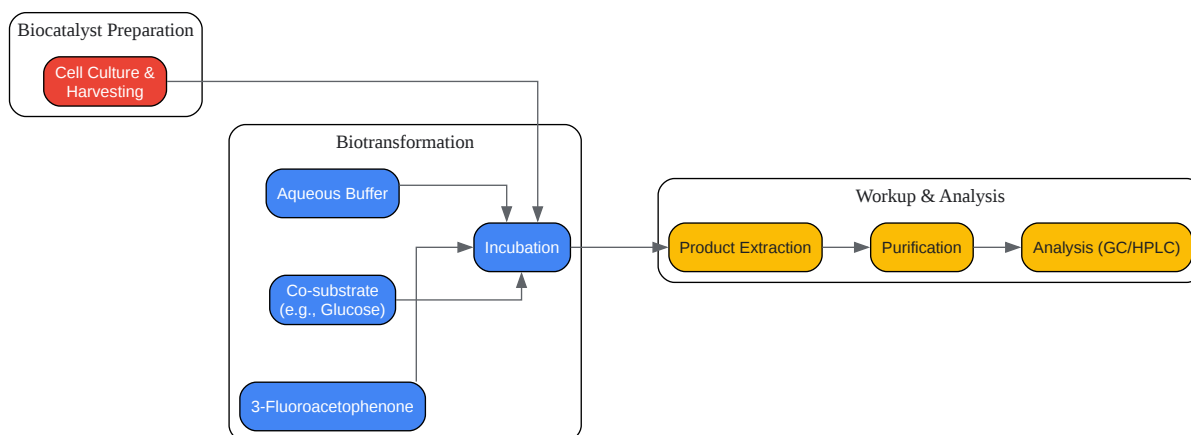 Biocatalyst Preparation
Cell Culture &
Harvesting
Biotransformation
Aqueous Buffer
Incubation
Co-substrate
(e.g., Glucose)
3-Fluoroacetophenone
Workup & Analysis
Product Extraction
Purification
Analysis (GC/HPLC)